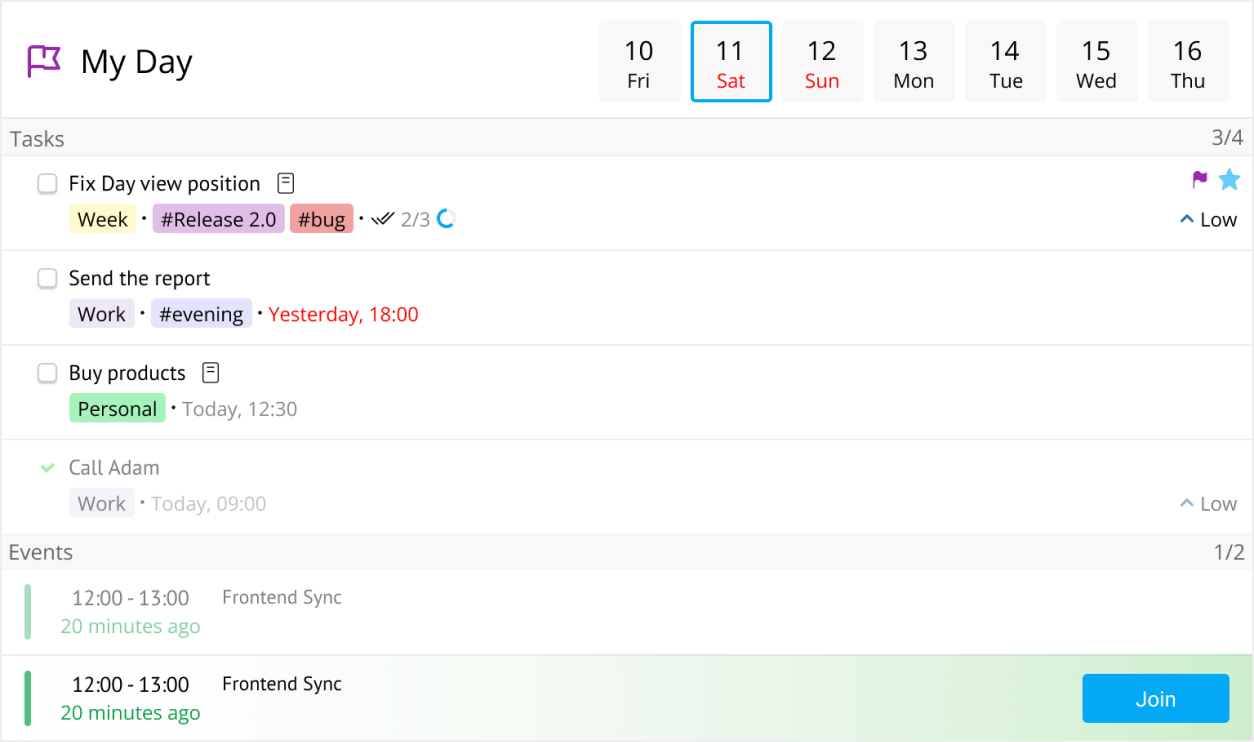 My Day
10 11 12 13 14 15 16
Fri Sat Sun Mon Tue Wed Thu
Tasks 3/4
Fix Day view position
Week · #Release 2.0 #bug · 2/3 Low
Send the report
Work · #evening · Yesterday, 18:00
Buy products
Personal · Today, 12:30
Call Adam
Work · Today, 09:00 Low
Events 1/2
12:00 - 13:00 Frontend Sync
20 minutes ago
12:00 - 13:00 Frontend Sync
20 minutes ago
Join